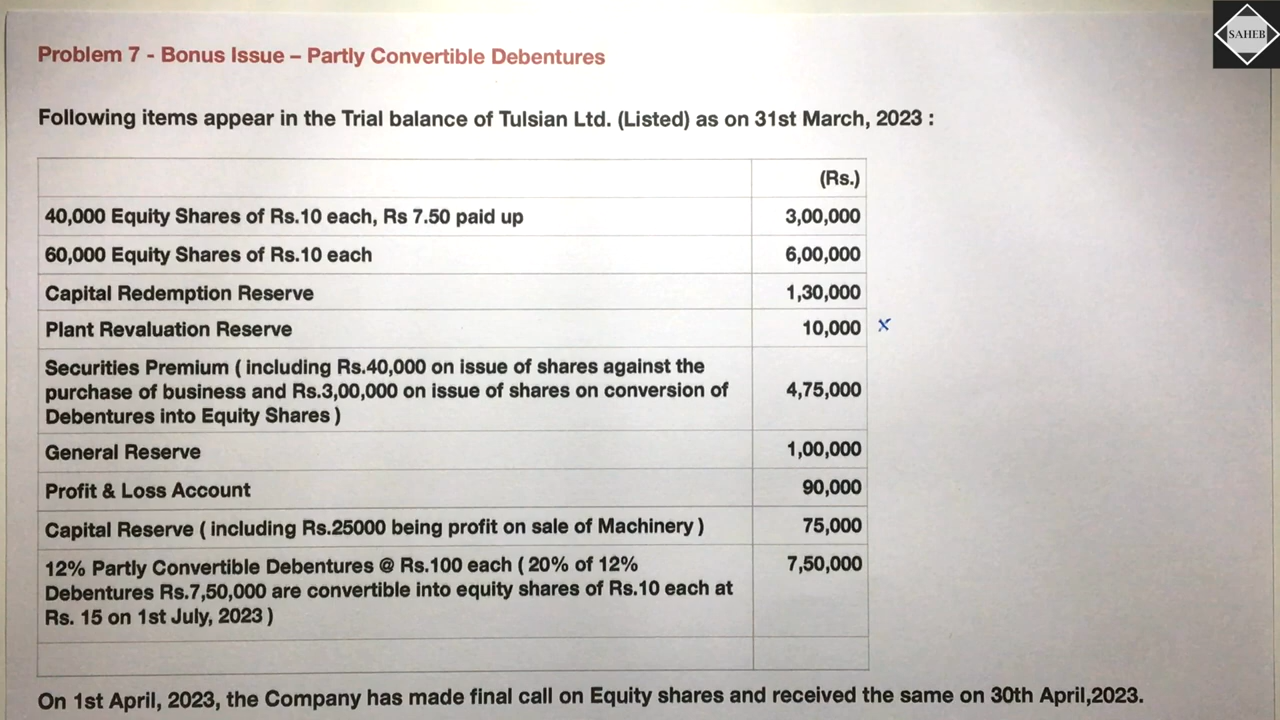 SAHEB
Problem 7 - Bonus Issue – Partly Convertible Debentures
Following items appear in the Trial balance of Tulsian Ltd. (Listed) as on 31st March, 2023 :
(Rs.)
40,000 Equity Shares of Rs.10 each, Rs 7.50 paid up 3,00,000
60,000 Equity Shares of Rs.10 each 6,00,000
Capital Redemption Reserve 1,30,000
Plant Revaluation Reserve 10,000 x
Securities Premium ( including Rs.40,000 on issue of shares against the
purchase of business and Rs.3,00,000 on issue of shares on conversion of 4,75,000
Debentures into Equity Shares )
General Reserve 1,00,000
Profit & Loss Account 90,000
Capital Reserve ( including Rs.25000 being profit on sale of Machinery ) 75,000
12% Partly Convertible Debentures @ Rs.100 each ( 20% of 12% 7,50,000
Debentures Rs.7,50,000 are convertible into equity shares of Rs.10 each at
Rs. 15 on 1st July, 2023 )
On 1st April, 2023, the Company has made final call on Equity shares and received the same on 30th April,2023.